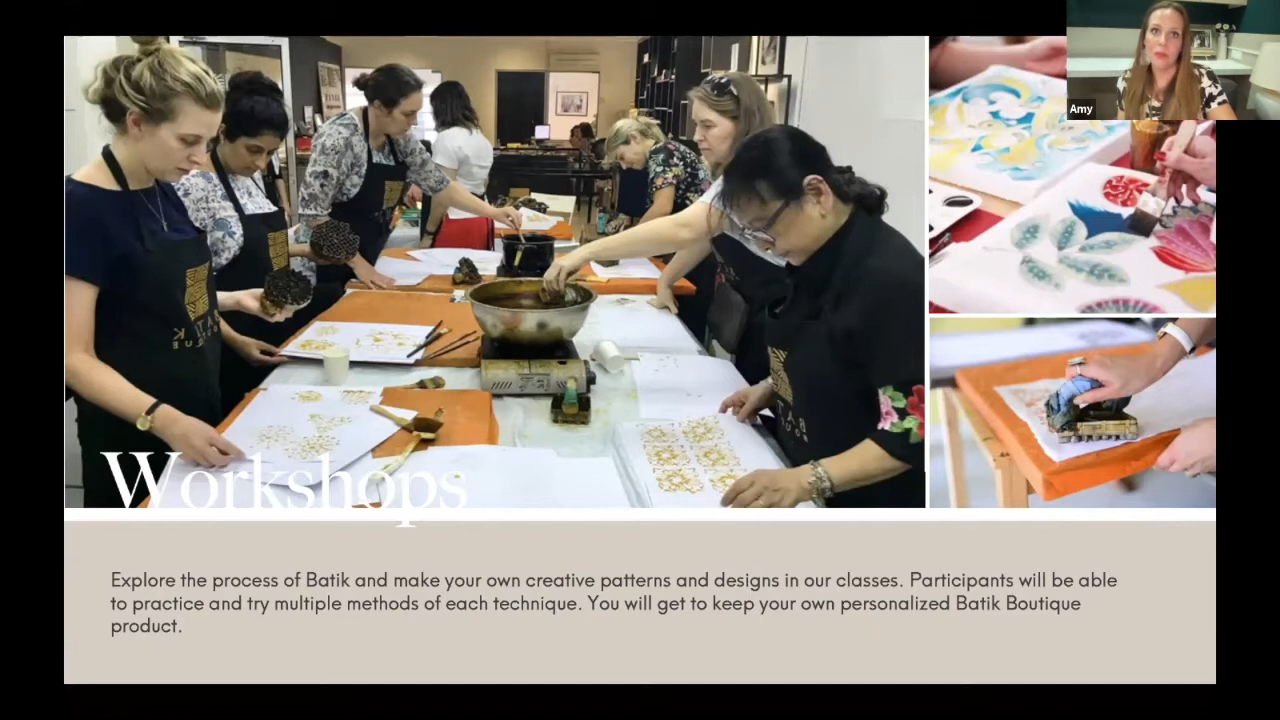 Amy
Workshops
Explore the process of Batik and make your own creative patterns and designs in our classes. Participants will be able
to practice and try multiple methods of each technique. You will get to keep your own personalized Batik Boutique
product.